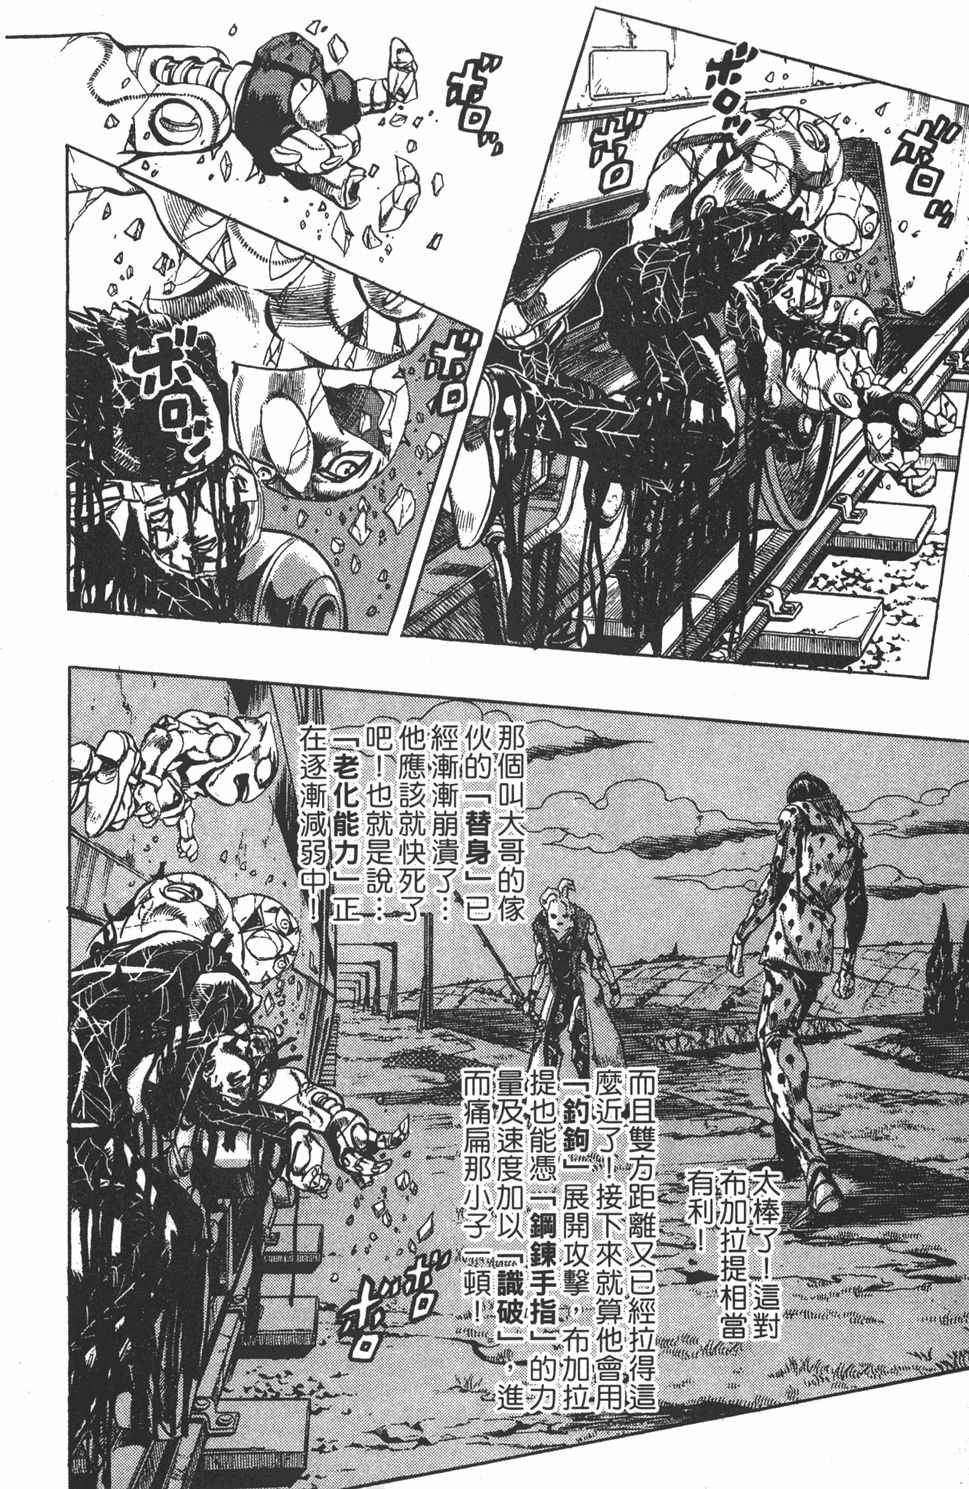 ボロッ
ボロ
ボロ
ボロ
ボロ
ボロッ
那個叫大哥的傢
伙的「替身」已
經漸漸崩潰了…
他應該就快死了
吧！也就是說…
「老化能力」正
在逐漸減弱中！
太棒了！這對
布加拉提相當
有利！
而且雙方距離又已經拉得這
麼近了！接下來就算他會用
「釣鉤」展開攻擊，布加拉
提也能憑「鋼鍊手指」的力
量及速度加以「識破」，進
而痛扁那小子一頓！
ボロ
ボロ